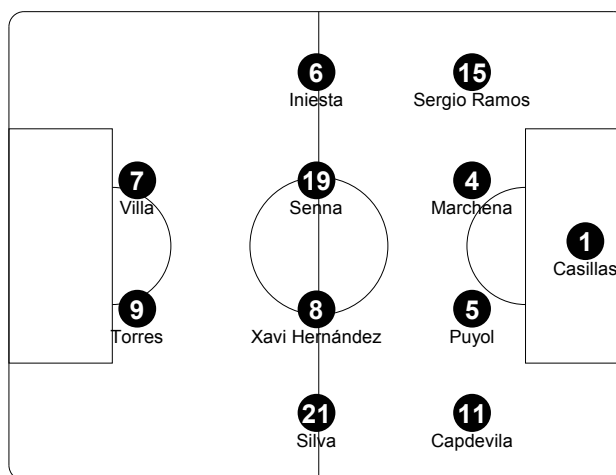 6
Iniesta
15
Sergio Ramos
7
Villa
19
Senna
4
Marchena
1
Casillas
9
Torres
8
Xavi Hernández
5
Puyol
21
Silva
11
Capdevila